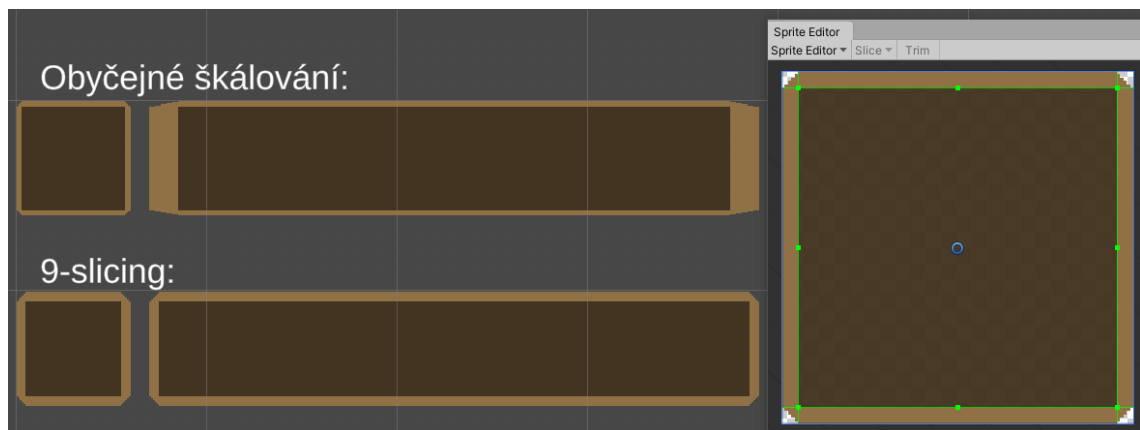 Obyčejné škálování:
9-slicing:
Sprite Editor
Sprite Editor Slice Trim